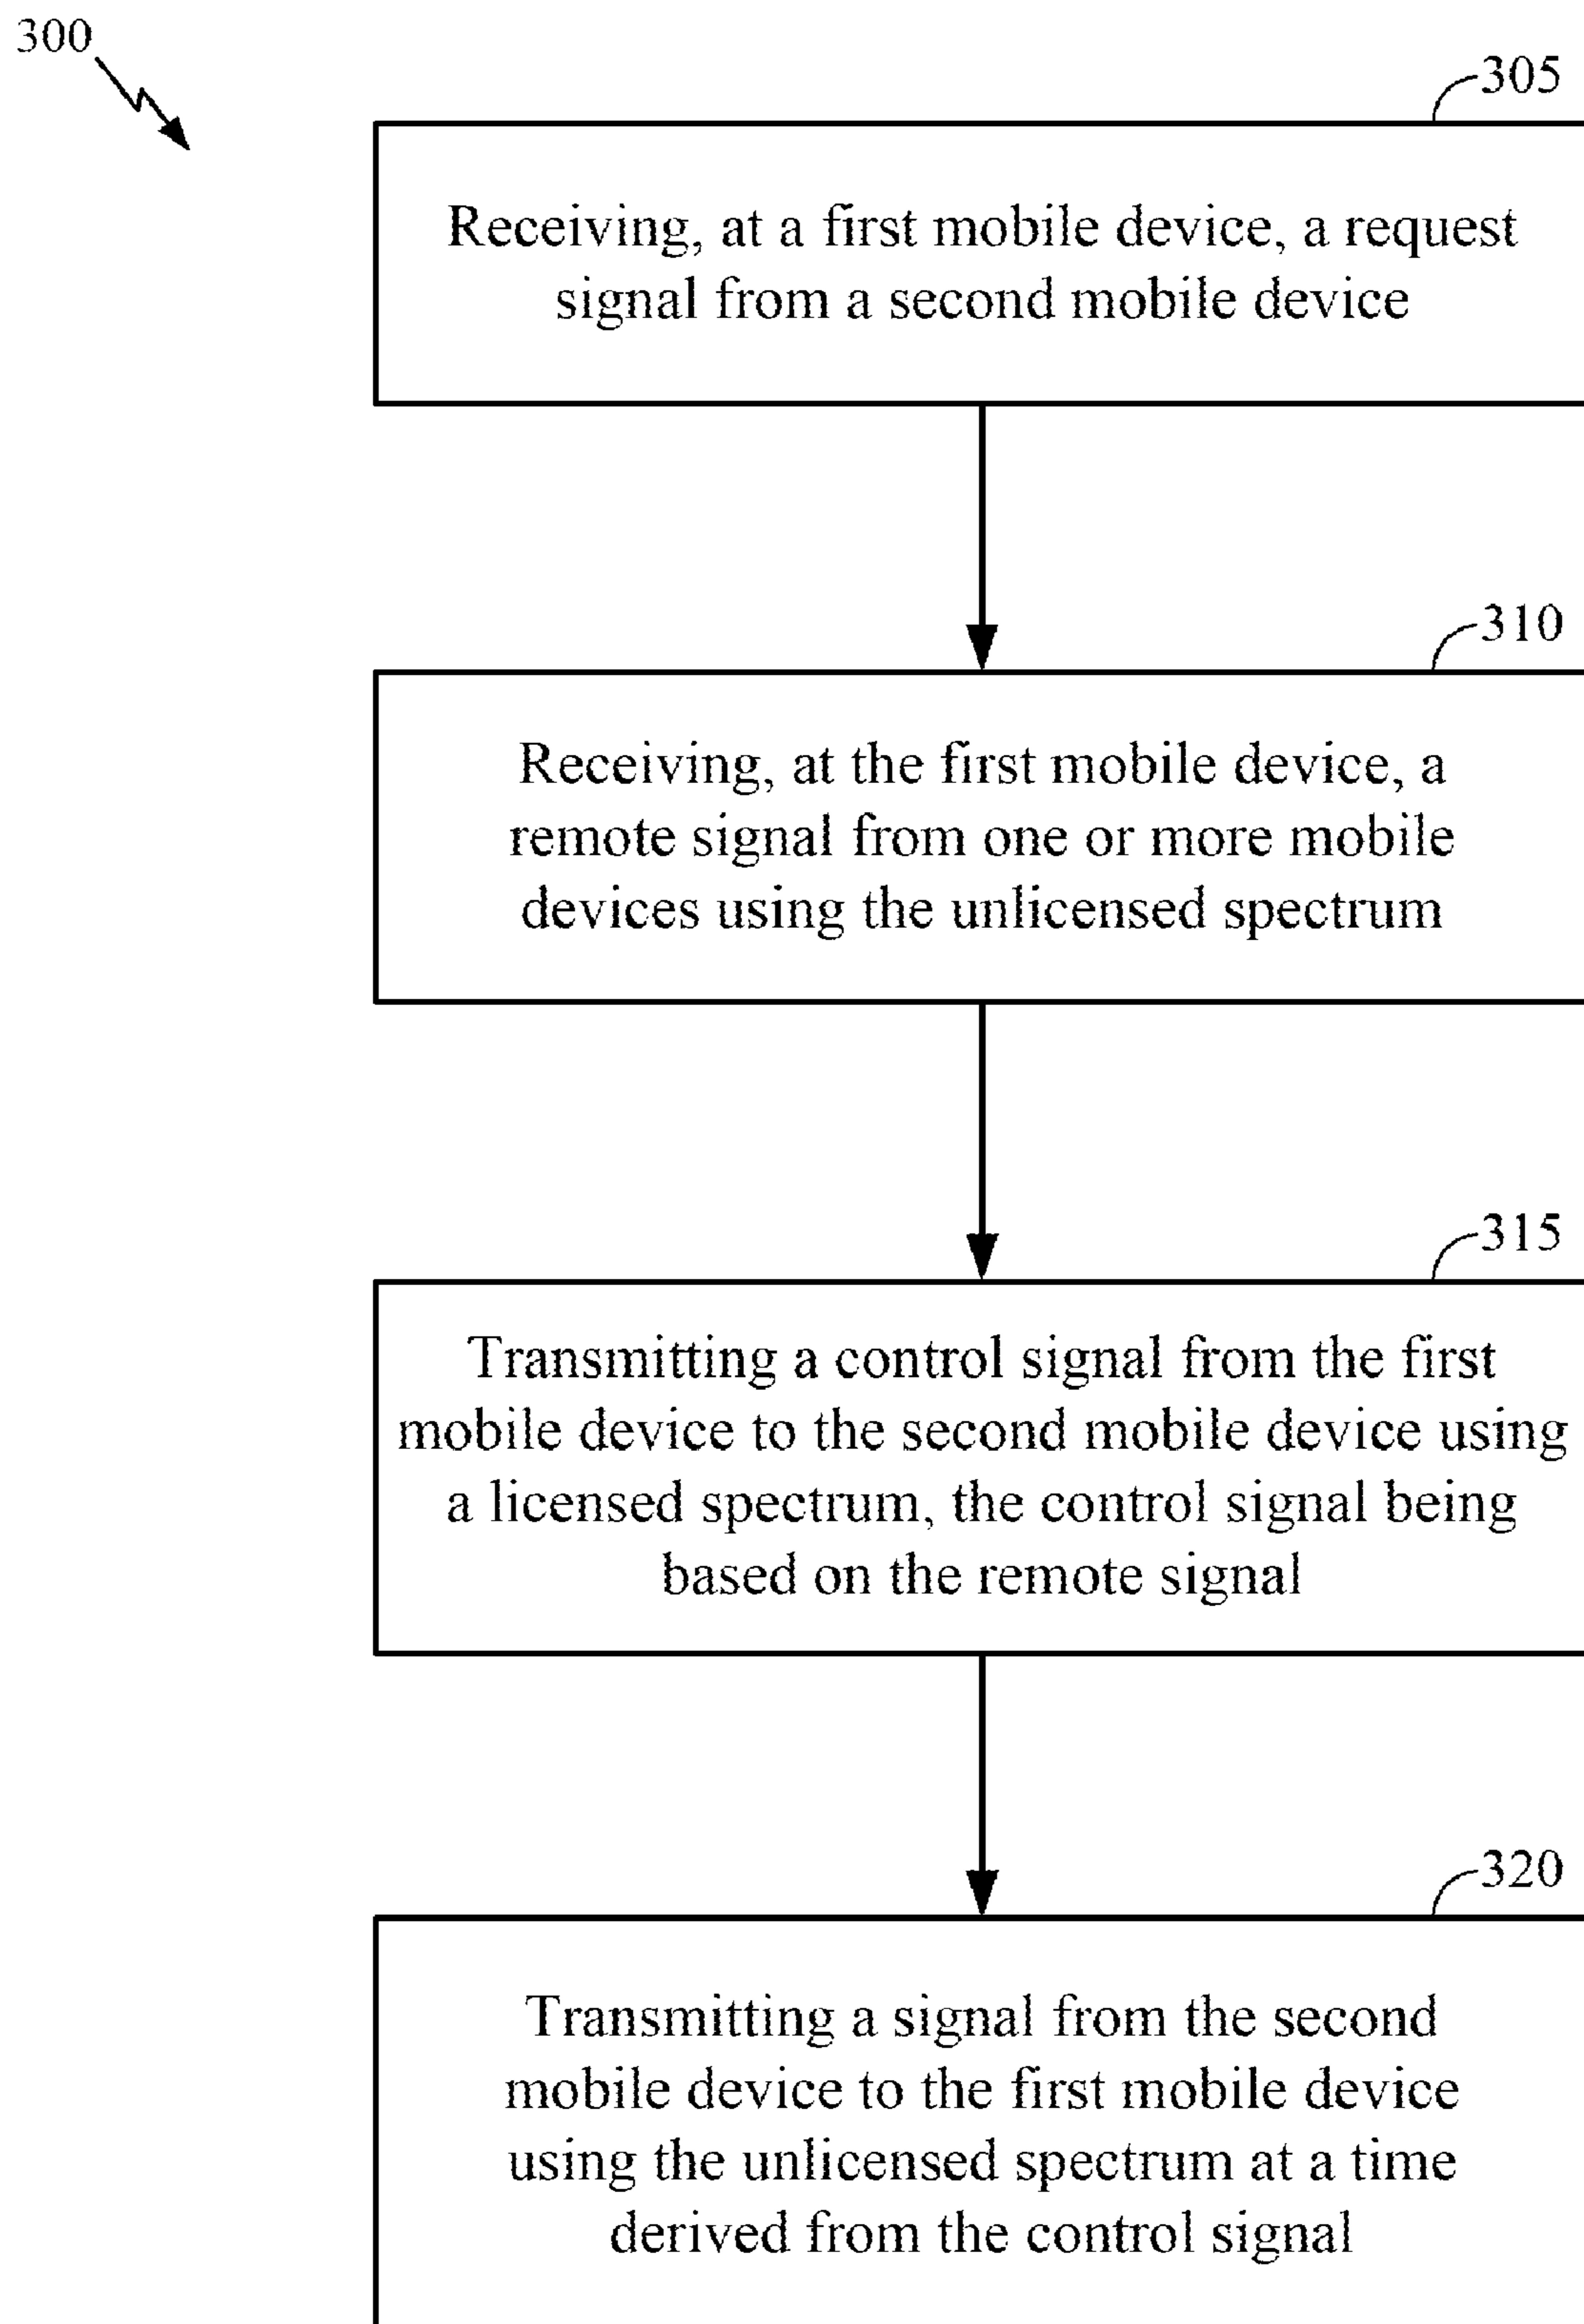 300
305
Receiving, at a first mobile device, a request
signal from a second mobile device
310
Receiving, at the first mobile device, a
remote signal from one or more mobile
devices using the unlicensed spectrum
315
Transmitting a control signal from the first
mobile device to the second mobile device using
a licensed spectrum, the control signal being
based on the remote signal
320
Transmitting a signal from the second
mobile device to the first mobile device
using the unlicensed spectrum at a time
derived from the control signal